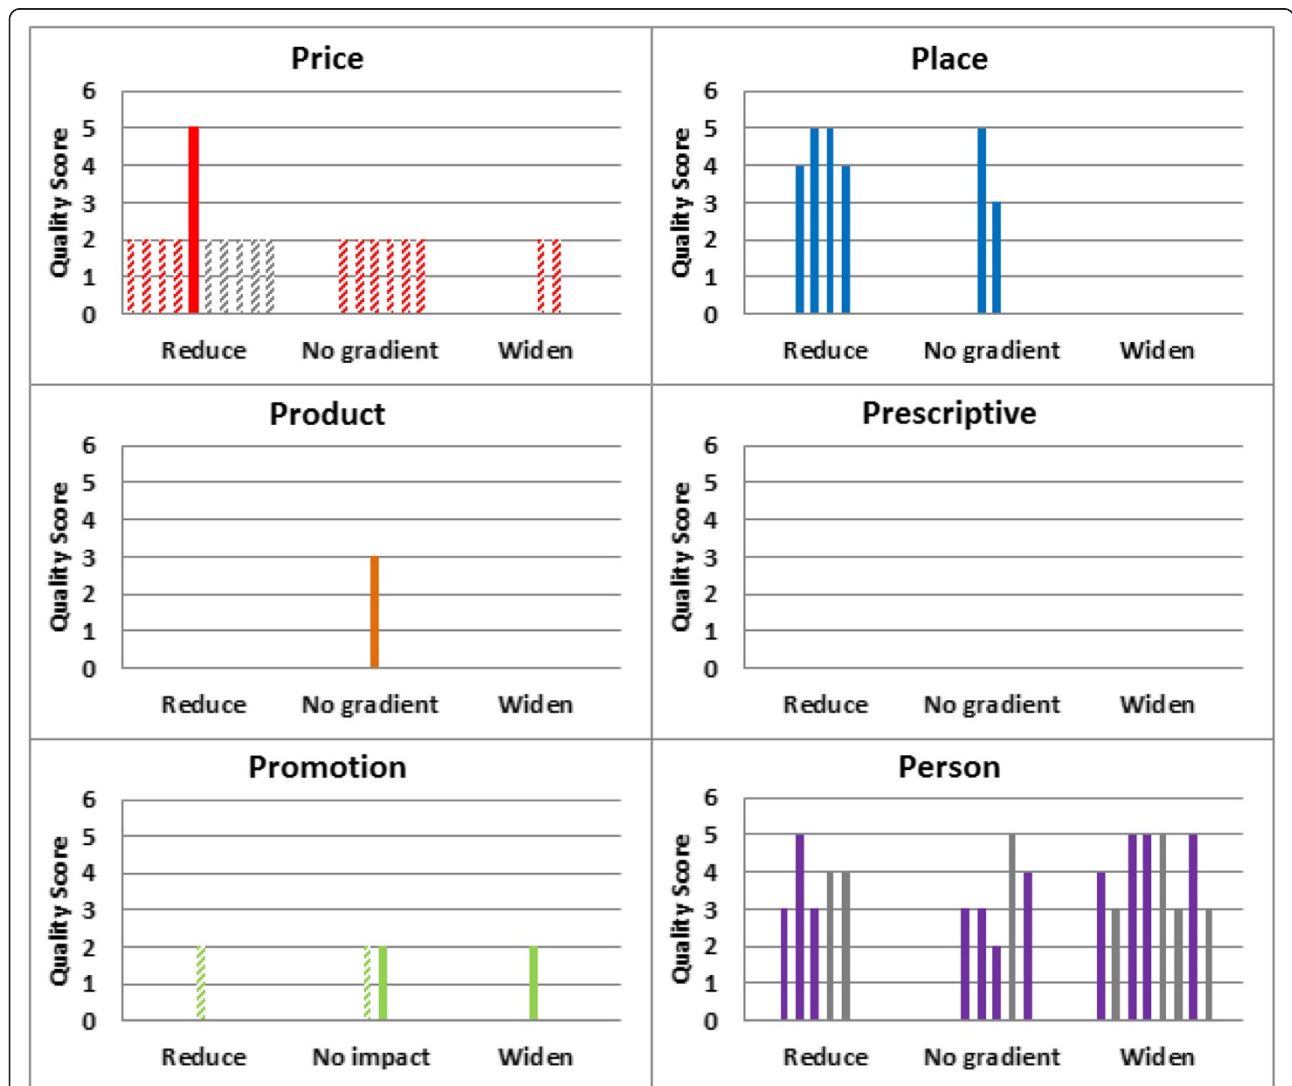 Price
Quality Score
6
5
4
3
2
1
0
Reduce No gradient Widen
Place
Quality Score
6
5
4
3
2
1
0
Reduce No gradient Widen
Product
Quality Score
6
5
4
3
2
1
0
Reduce No gradient Widen
Prescriptive
Quality Score
6
5
4
3
2
1
0
Reduce No gradient Widen
Promotion
Quality Score
6
5
4
3
2
1
0
Reduce No impact Widen
Person
Quality Score
6
5
4
3
2
1
0
Reduce No gradient Widen